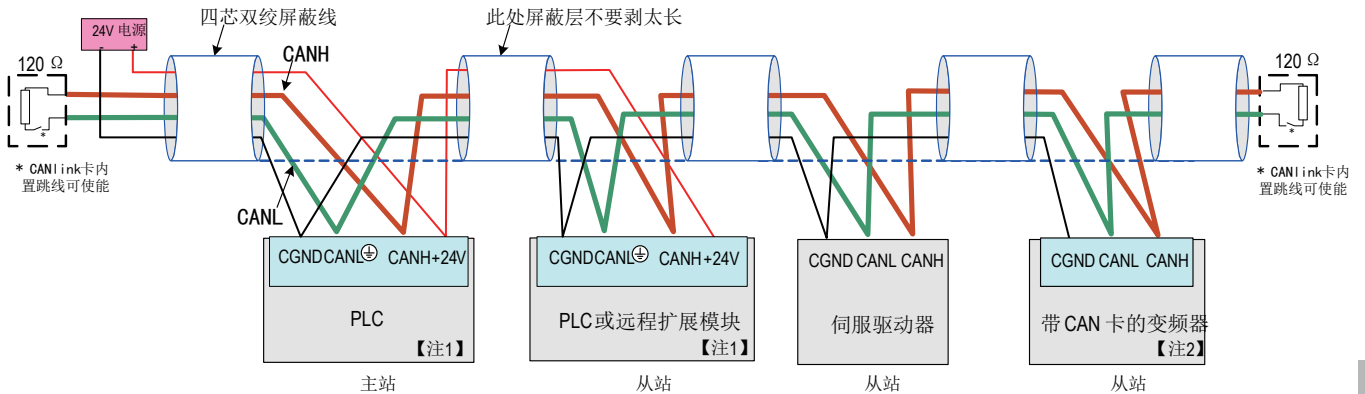 四芯双绞屏蔽线
此处屏蔽层不要剥太长
24V 电源
- +
CANH
120 Ω
120 Ω
*
*
* CANlink卡内
置跳线可使能
* CANlink卡内
置跳线可使能
CANL
CGND CANL CANH +24V
CGND CANL CANH +24V
CGND CANL CANH
CGND CANL CANH
PLC
【注1】
PLC或远程扩展模块
【注1】
伺服驱动器
带CAN卡的变频器
【注2】
主站
从站
从站
从站